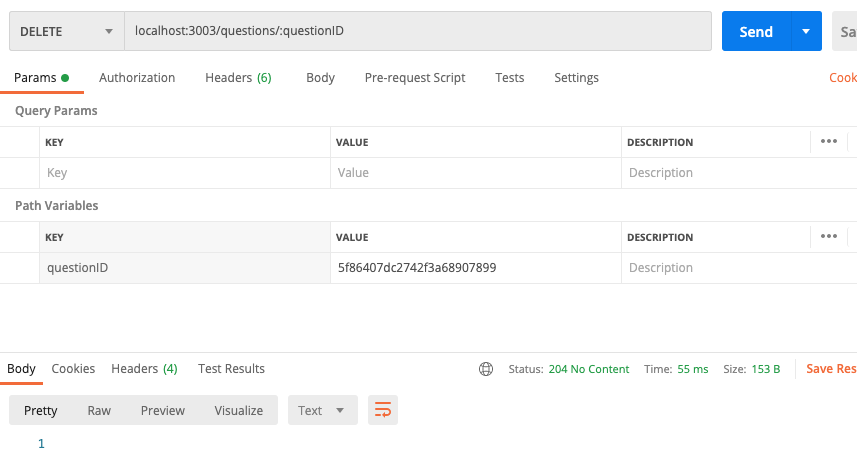 DELETE localhost:3003/questions/:questionID Send Sa
Params Authorization Headers (6) Body Pre-request Script Tests Settings Cook
Query Params
KEY VALUE DESCRIPTION
Key Value Description
Path Variables
KEY VALUE DESCRIPTION
questionID 5f86407dc2742f3a68907899 Description
Body Cookies Headers (4) Test Results Status: 204 No Content Time: 55 ms Size: 153 B Save Res
Pretty Raw Preview Visualize Text
1